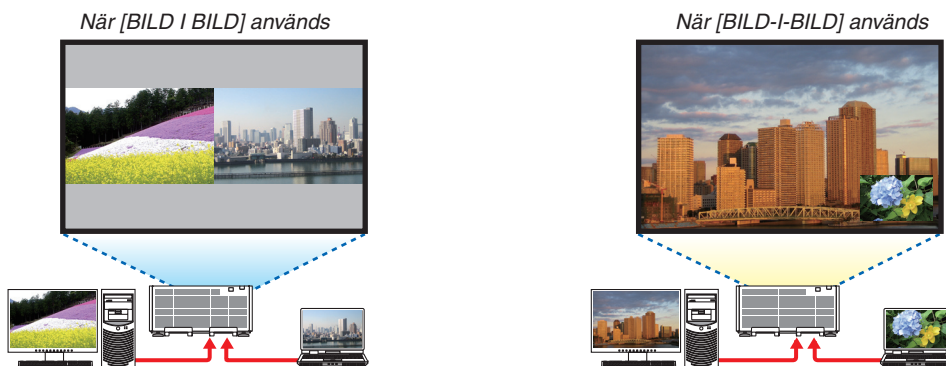 När [BILD I BILD] används
När [BILD-I-BILD] används